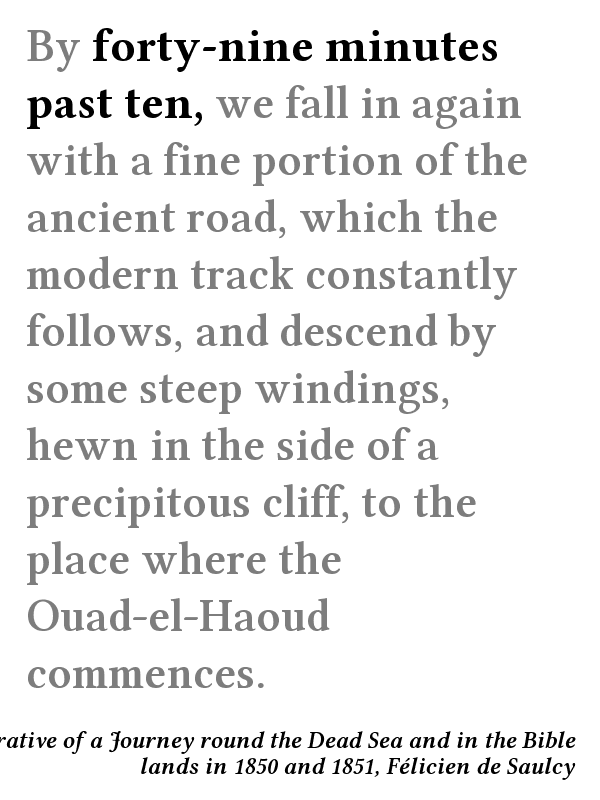 By forty-nine minutes
past ten, we fall in again
with a fine portion of the
ancient road, which the
modern track constantly
follows, and descend by
some steep windings,
hewn in the side of a
precipitous cliff, to the
place where the
Ouad-el-Haoud
commences.
rative of a Journey round the Dead Sea and in the Bible
lands in 1850 and 1851, Félicien de Saulcy